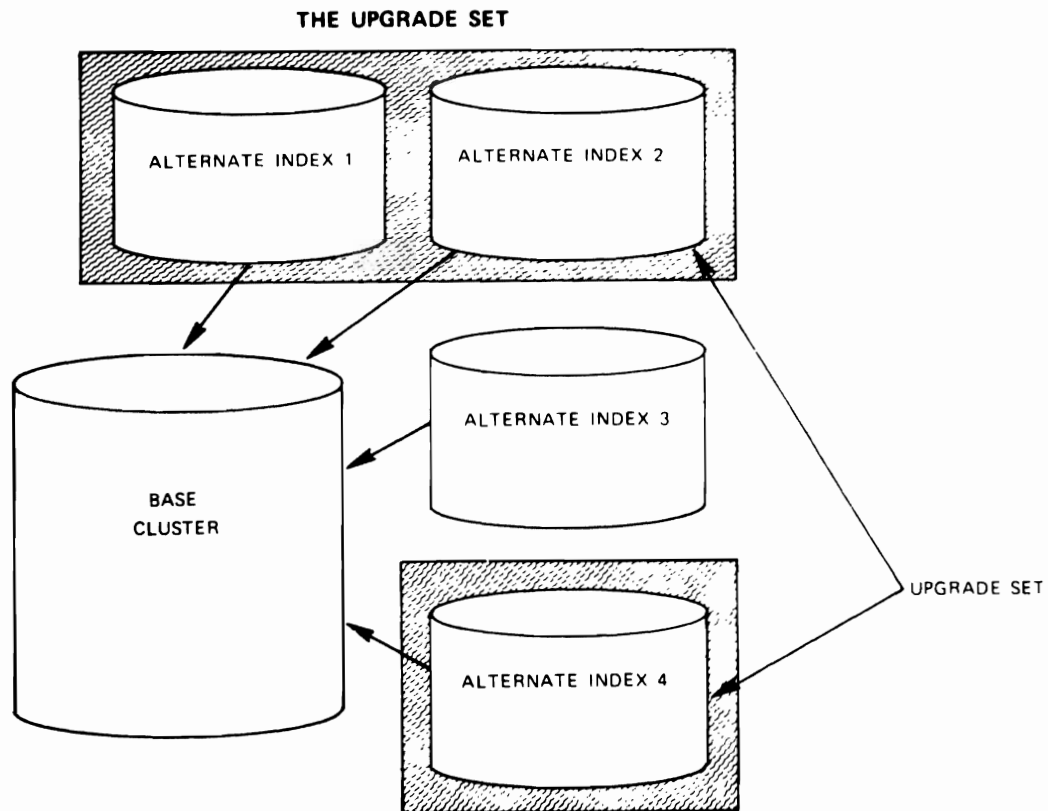 THE UPGRADE SET
ALTERNATE INDEX 1
ALTERNATE INDEX 2
ALTERNATE INDEX 3
BASE
CLUSTER
UPGRADE SET
ALTERNATE INDEX 4